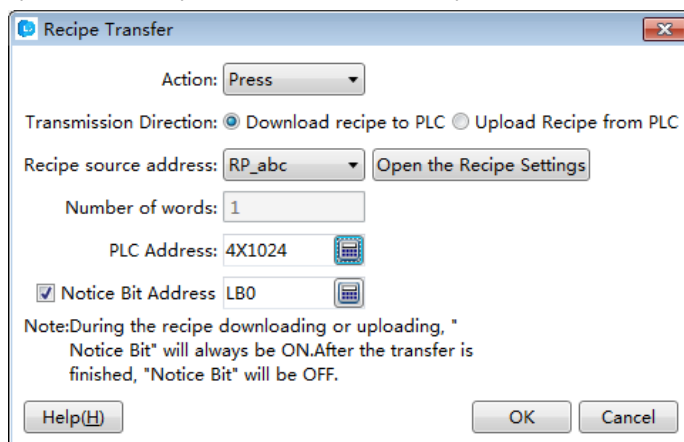 Recipe Transfer
Action: Press
Transmission Direction: Download recipe to PLC Upload Recipe from PLC
Recipe source address: RP_abc Open the Recipe Settings
Number of words: 1
PLC Address: 4X1024
Notice Bit Address LB0
Note:During the recipe downloading or uploading, "
Notice Bit" will always be ON.After the transfer is
finished, "Notice Bit" will be OFF.
Help(H) OK Cancel